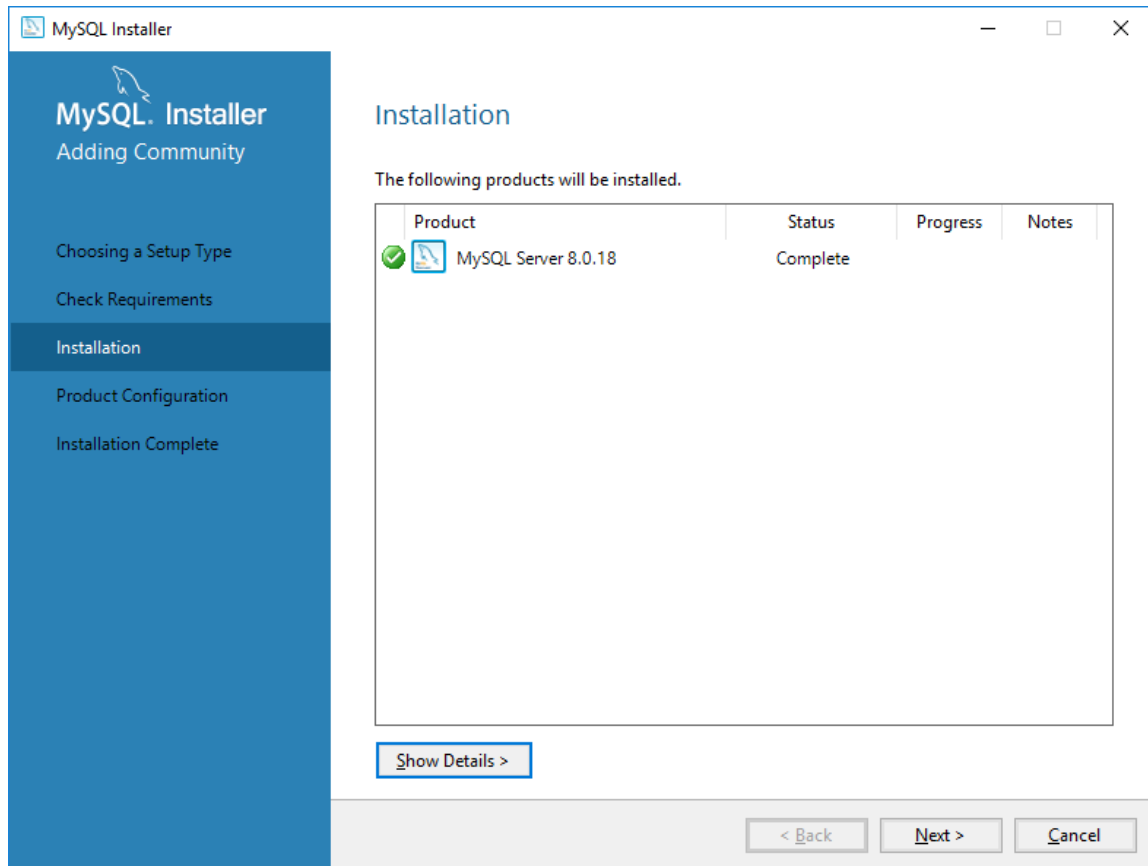 MySQL Installer
MySQL. Installer
Adding Community
Choosing a Setup Type
Check Requirements
Installation
Product Configuration
Installation Complete
Installation
The following products will be installed.
Product Status Progress Notes
MySQL Server 8.0.18 Complete
Show Details >
< Back Next > Cancel